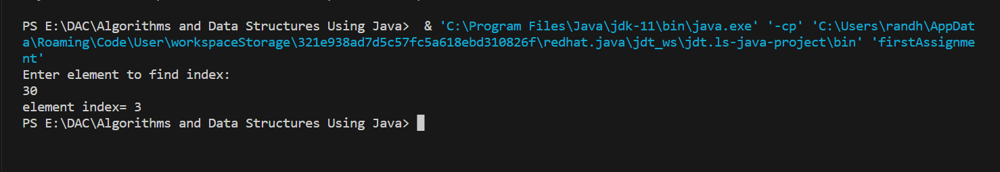 PS E:\DAC\Algorithms and Data Structures Using Java>  & 'C:\Program Files\Java\jdk-11\bin\java.exe' '-cp' 'C:\Users\randh\AppDat
a\Roaming\Code\User\workspaceStorage\321e938ad7d5c57fc5a618ebd310826f\redhat.java\jdt_ws\jdt.ls-java-project\bin' 'firstAssignme
nt'
Enter element to find index:
30
element index= 3
PS E:\DAC\Algorithms and Data Structures Using Java>